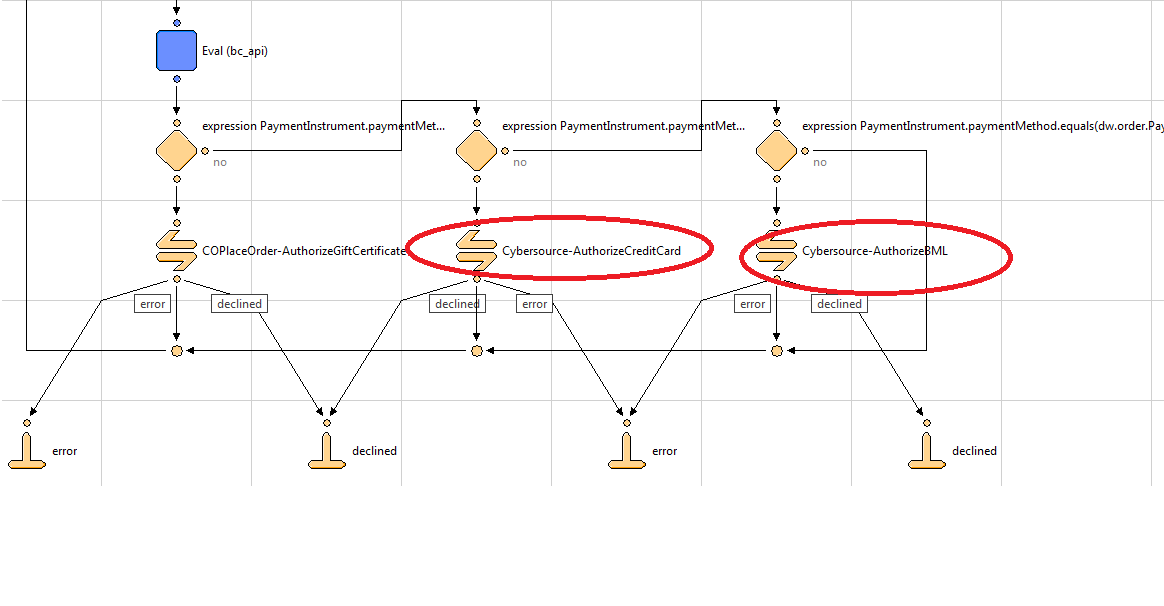 Eval (bc_api)
expression PaymentInstrument.paymentMet...
expression PaymentInstrument.paymentMet...
expression PaymentInstrument.paymentMethod.equals(dw.order.Pay
no
no
no
COPlaceOrder-AuthorizeGiftCertificate
Cybersource-AuthorizeCreditCard
Cybersource-AuthorizeBML
error
declined
declined
error
error
declined
error
declined
error
declined